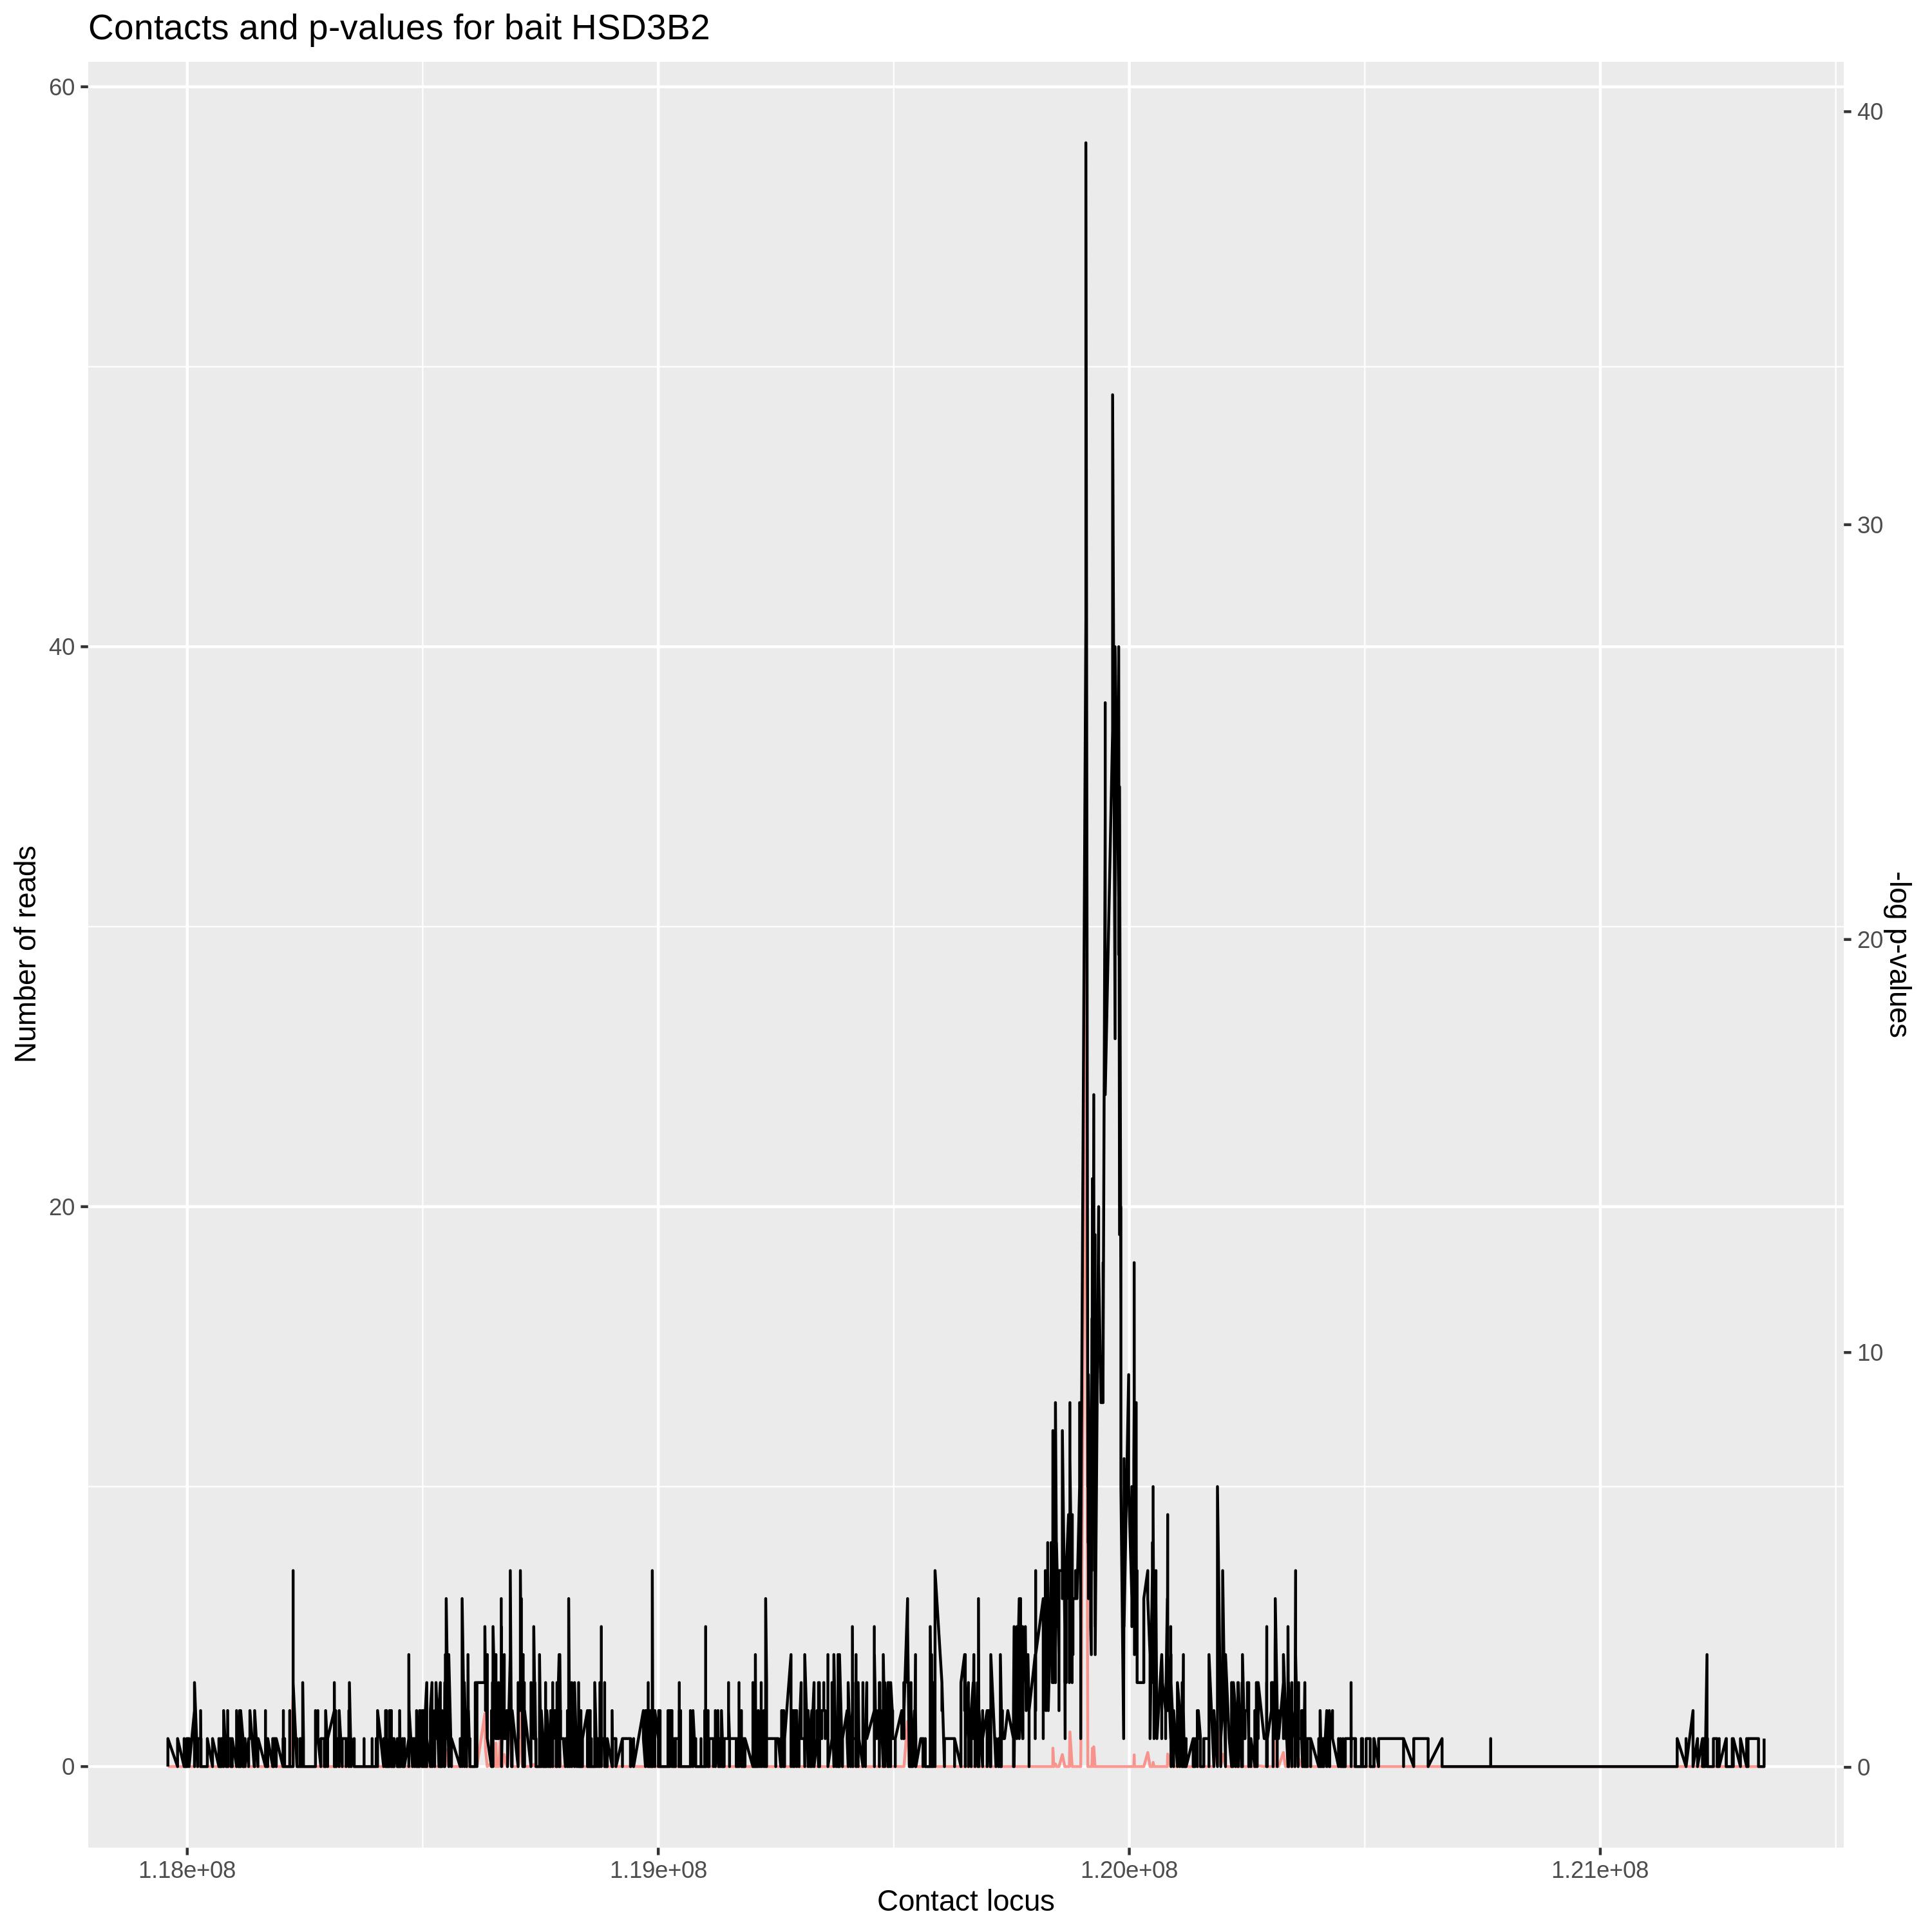 Contacts and p-values for bait HSD3B2
60
40
20
0
Number of reads
40
30
20
10
0
-log p-values
1.18e+08
1.19e+08
1.20e+08
1.21e+08
Contact locus